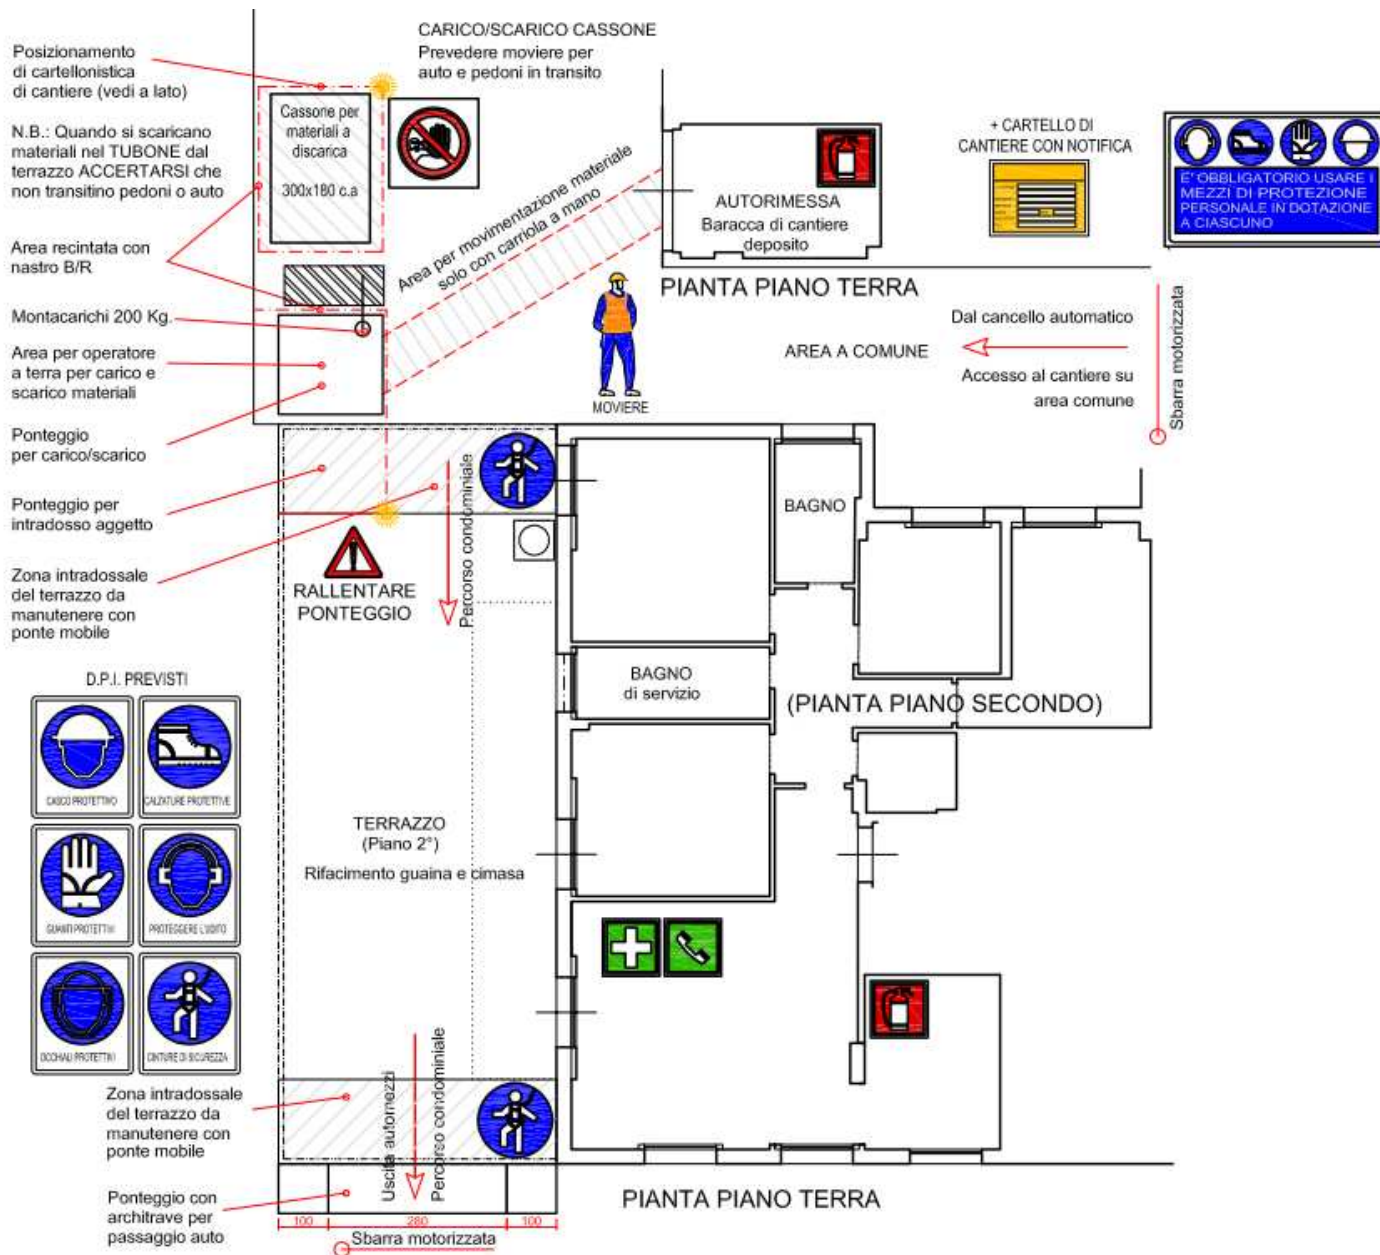 Posizionamento
di cartellonistica
di cantiere (vedi a lato)
N.B.: Quando si scaricano
materiali nel TUBONE dal
terrazzo ACCERTARSI che
non transitino pedoni o auto
Area recintata con
nastro B/R
Montacarichi 200 Kg.
Area per operatore
a terra per carico e
scarico materiali
Ponteggio
per carico/scarico
Ponteggio per
intradosso aggetto
Zona intradossale
del terrazzo da
manutenere con
ponte mobile
CARICO/SCARICO CASSONE
Prevedere moviere per
auto e pedoni in transito
Cassone per
materiali a
discarica
300x180 c.a
Area per movimentazione materiale
solo con carriola a mano
AUTORIMESSA
Baracca di cantiere
deposito
PIANTA PIANO TERRA
+ CARTELLO DI
CANTIERE CON NOTIFICA
E' OBBLIGATORIO USARE I
MEZZI DI PROTEZIONE
PERSONALE IN DOTAZIONE
A CIASCUNO
Dal cancello automatico
AREA A COMUNE
Accesso al cantiere su
area comune
Sbarra motorizzata
MOVIERE
Percorso condominiale
RALLENTARE
PONTEGGIO
BAGNO
BAGNO
di servizio
(PIANTA PIANO SECONDO)
D.P.I. PREVISTI
CASCO PROTETTIVO
CALZATURE PROTETTIVE
GUANTI PROTETTIVI
PROTEGGERE L'UDITO
OCCHIALI PROTETTIVI
CINTURE DI SICUREZZA
TERRAZZO
(Piano 2°)
Rifacimento guaina e cimasa
Zona intradossale
del terrazzo da
manutenere con
ponte mobile
Uscita automezzi
Percorso condominiale
Ponteggio con
architrave per
passaggio auto
100
280
100
Sbarra motorizzata
PIANTA PIANO TERRA